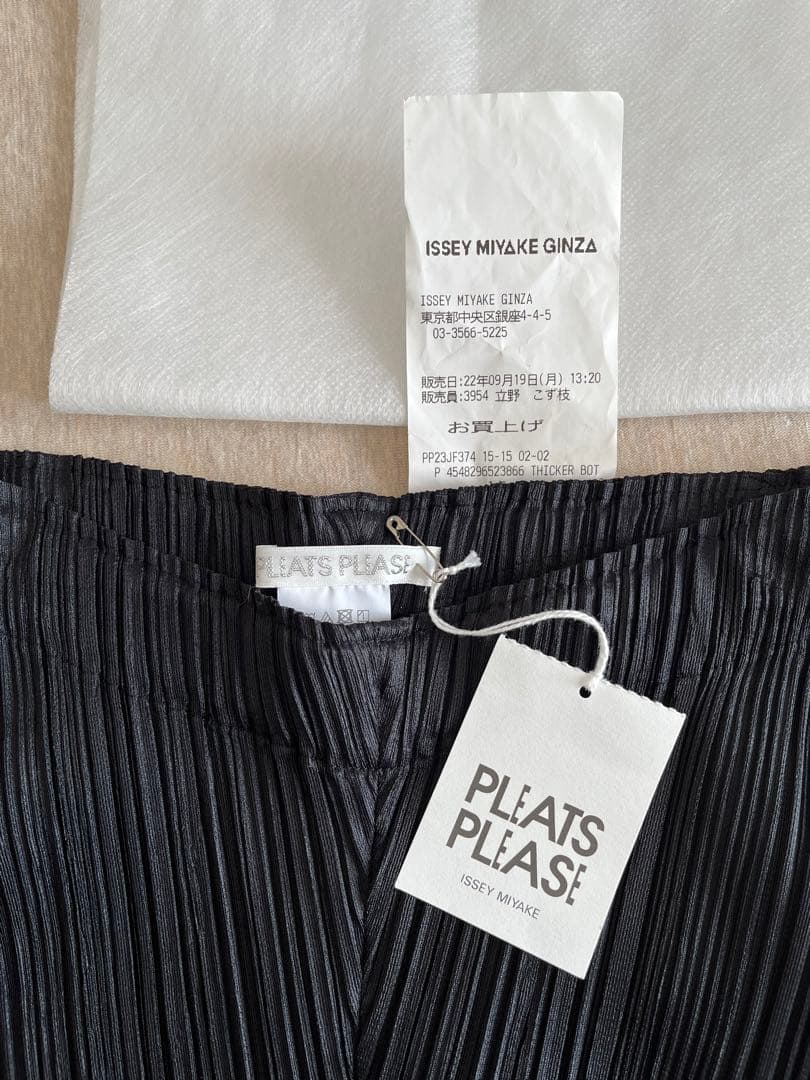 ISSEY MIYAKE GINZA
ISSEY MIYAKE GINZA
東京都中央区銀座4-4-5
03-3566-5225
販売日:22年09月19日(月) 13:20
販売員:3954 立野 こず枝
お買上げ
PP23JF374 15-15 02-02
P 4548296523866 THICKER BOT
PLEATS PLEASE
PLEATS
PLEASE
ISSEY MIYAKE